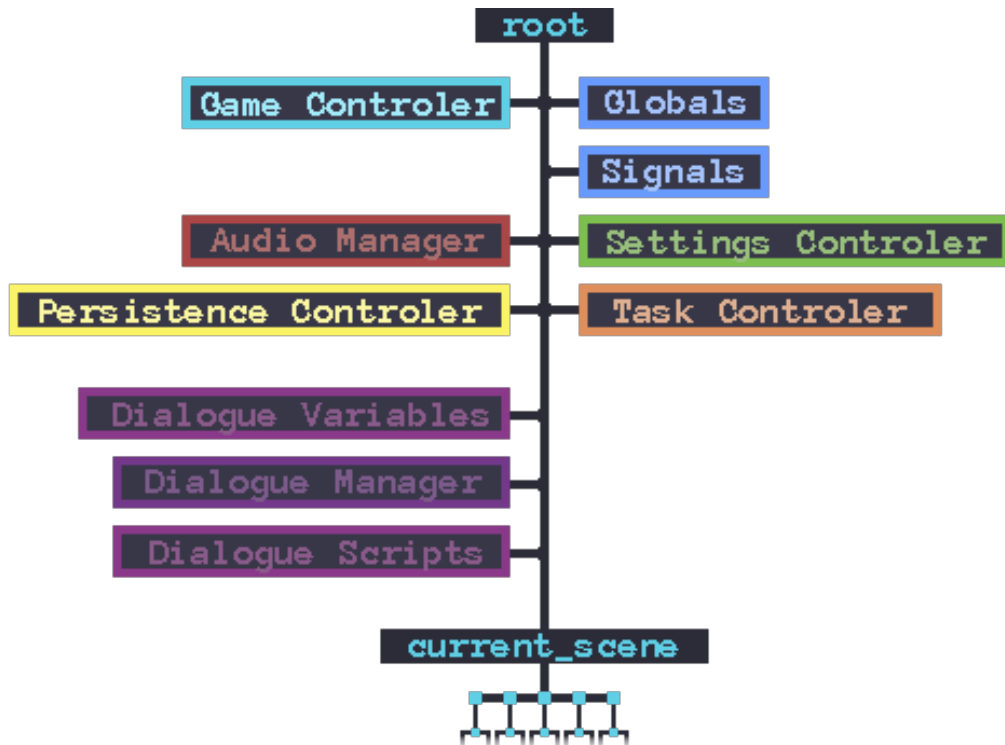 root
Game Controler
Globals
Signals
Audio Manager
Settings Controler
Persistence Controler
Task Controler
Dialogue Variables
Dialogue Manager
Dialogue Scripts
current_scene